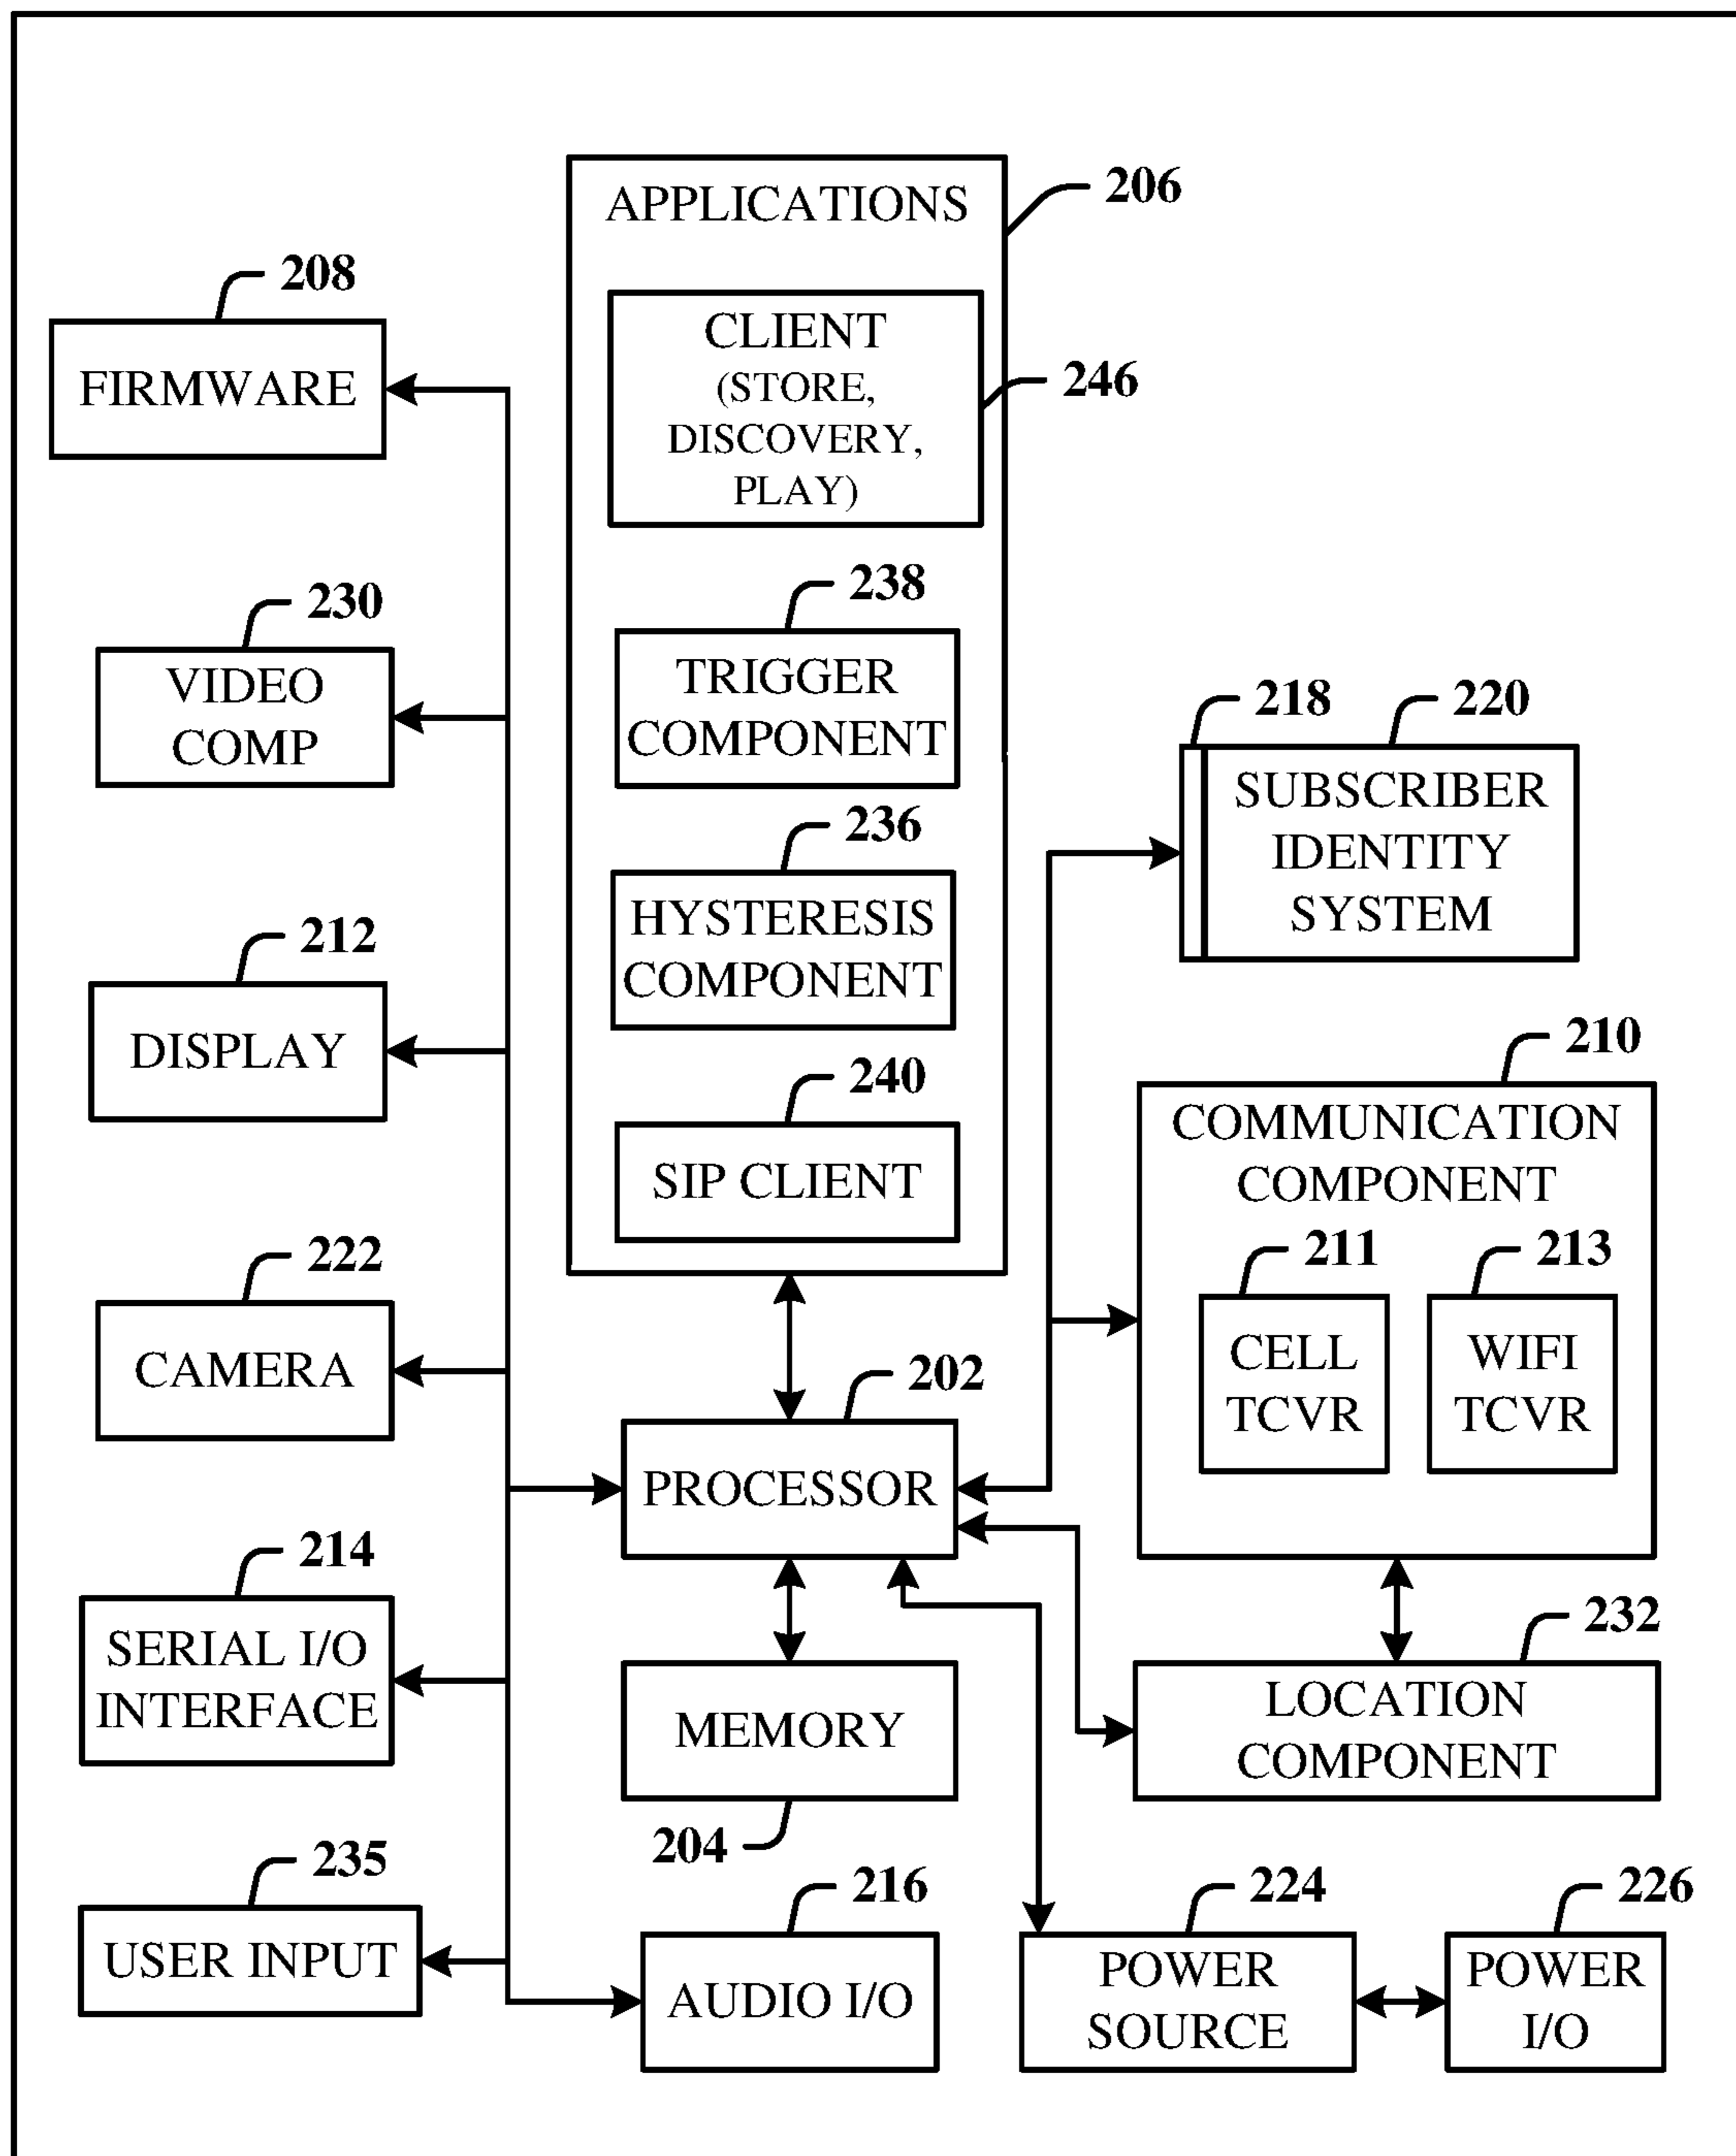 APPLICATIONS
206
CLIENT
(STORE,
DISCOVERY,
PLAY)
246
208
FIRMWARE
238
TRIGGER
COMPONENT
230
VIDEO
COMP
218
220
SUBSCRIBER
IDENTITY
SYSTEM
236
HYSTERESIS
COMPONENT
212
DISPLAY
240
SIP CLIENT
210
COMMUNICATION
COMPONENT
211
CELL
TCVR
213
WIFI
TCVR
222
CAMERA
202
PROCESSOR
214
SERIAL I/O
INTERFACE
MEMORY
204
232
LOCATION
COMPONENT
235
USER INPUT
216
AUDIO I/O
224
POWER
SOURCE
226
POWER
I/O